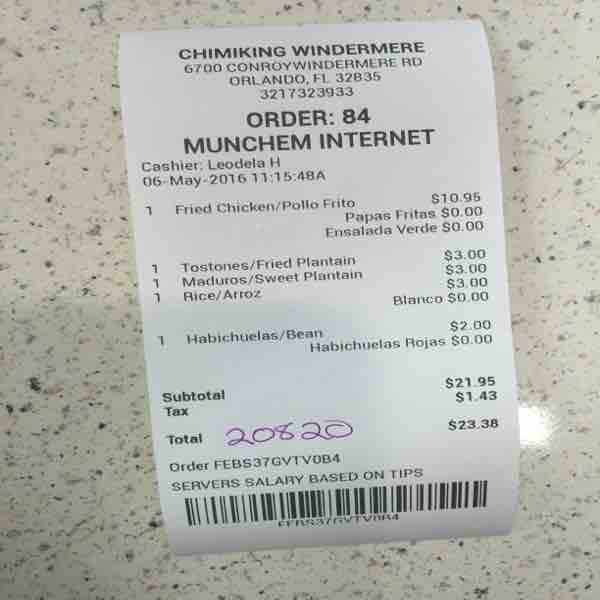 CHIMIKING WINDERMERE
6700 CONROYWINDERMERE RD
ORLANDO, FL 32835
3217323933
ORDER: 84
MUNCHEM INTERNET
Cashier: Leodela H
06-May-2016 11:15:48A
1 Fried Chicken/Pollo Frito $10.95
Papas Fritas $0.00
Ensalada Verde $0.00
1 Tostones/Fried Plantain $3.00
1 Maduros/Sweet Plantain $3.00
1 Rice/Arroz $3.00
Blanco $0.00
1 Habichuelas/Bean $2.00
Habichuelas Rojas $0.00
Subtotal $21.95
Tax $1.43
Total 20820 $23.38
Order FEBS37GVTV0B4
SERVERS SALARY BASED ON TIPS
FEBS37GVTV0B4